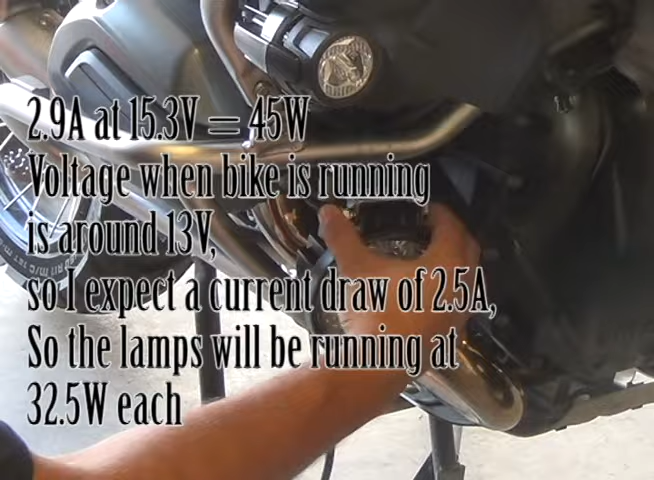 2.9A at 15.3V = 45W
Voltage when bike is running
is around 13V,
so I expect a current draw of 2.5A,
So the lamps will be running at
32.5W each